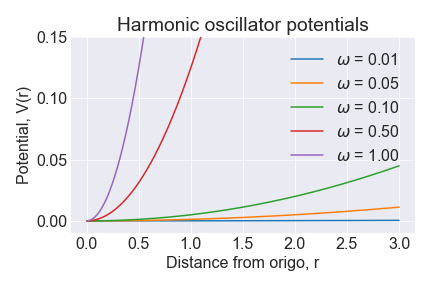 Harmonic oscillator potentials
Potential, V(r)
0.15
0.10
0.05
0.00
ω = 0.01
ω = 0.05
ω = 0.10
ω = 0.50
ω = 1.00
0.0 0.5 1.0 1.5 2.0 2.5 3.0
Distance from origo, r